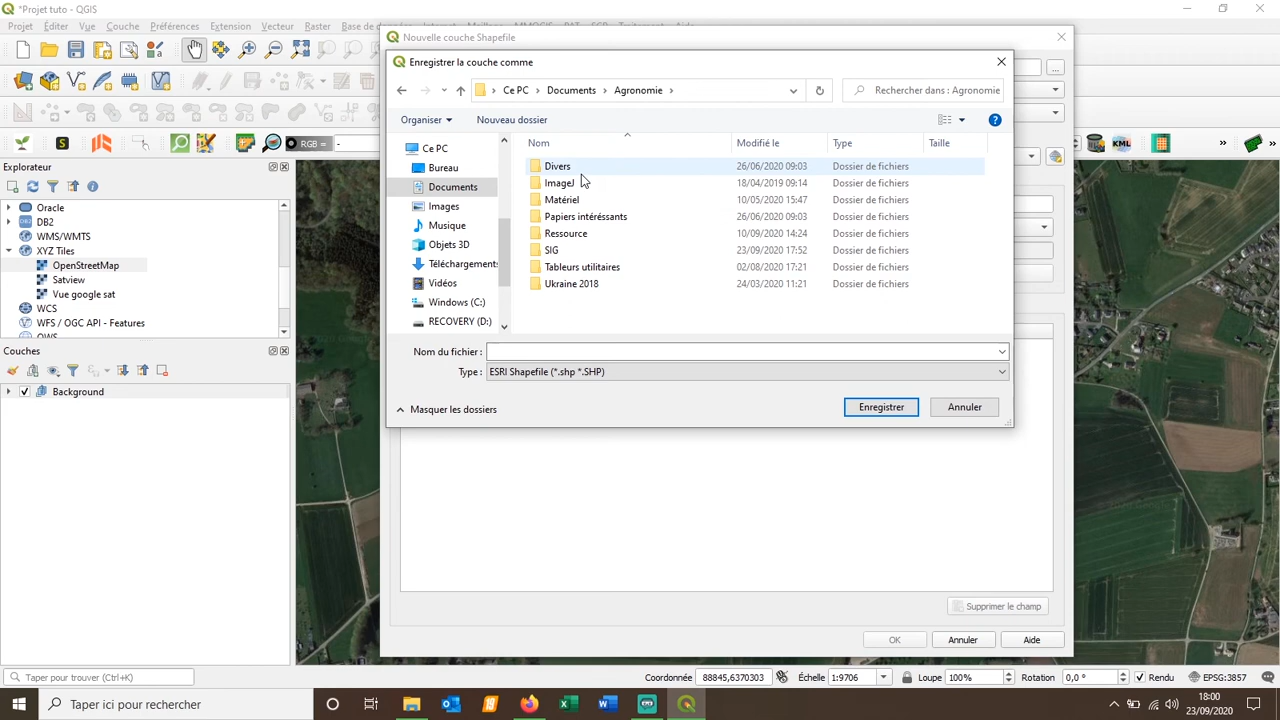 *Projet tuto - QGIS
Projet Éditer Vue Couche Préférences Extension Vecteur Raster
Nouvelle couche Shapefile
Enregistrer la couche comme
Ce PC Documents Agronomie Rechercher dans : Agronomie
Organiser Nouveau dossier
Nom Modifié le Type Taille
Ce PC
Bureau
Documents
Images
Musique
Objets 3D
Téléchargements
Vidéos
Windows (C:)
RECOVERY (D:)
Divers 26/06/2020 09:03 Dossier de fichiers
ImageJ 18/04/2019 09:14 Dossier de fichiers
Matériel 10/05/2020 15:47 Dossier de fichiers
Papiers intéréssants 26/06/2020 09:03 Dossier de fichiers
Ressource 10/09/2020 14:24 Dossier de fichiers
SIG 23/09/2020 17:52 Dossier de fichiers
Tableurs utilitaires 02/08/2020 17:21 Dossier de fichiers
Ukraine 2018 24/03/2020 11:21 Dossier de fichiers
Nom du fichier :
Type : ESRI Shapefile (*.shp *.SHP)
Masquer les dossiers Enregistrer Annuler
RGB = -
KML
Explorateur
Oracle
DB2
WMS/WMTS
XYZ Tiles
OpenStreetMap
Satview
Vue google sat
WCS
WFS / OGC API - Features
Couches
Background
Supprimer le champ
OK Annuler Aide
Taper pour trouver (Ctrl+K) Coordonnée 88845,6370303 Échelle 1:9706 Loupe 100% Rotation 0,0 ° Rendu EPSG:3857
Taper ici pour rechercher
18:00
23/09/2020